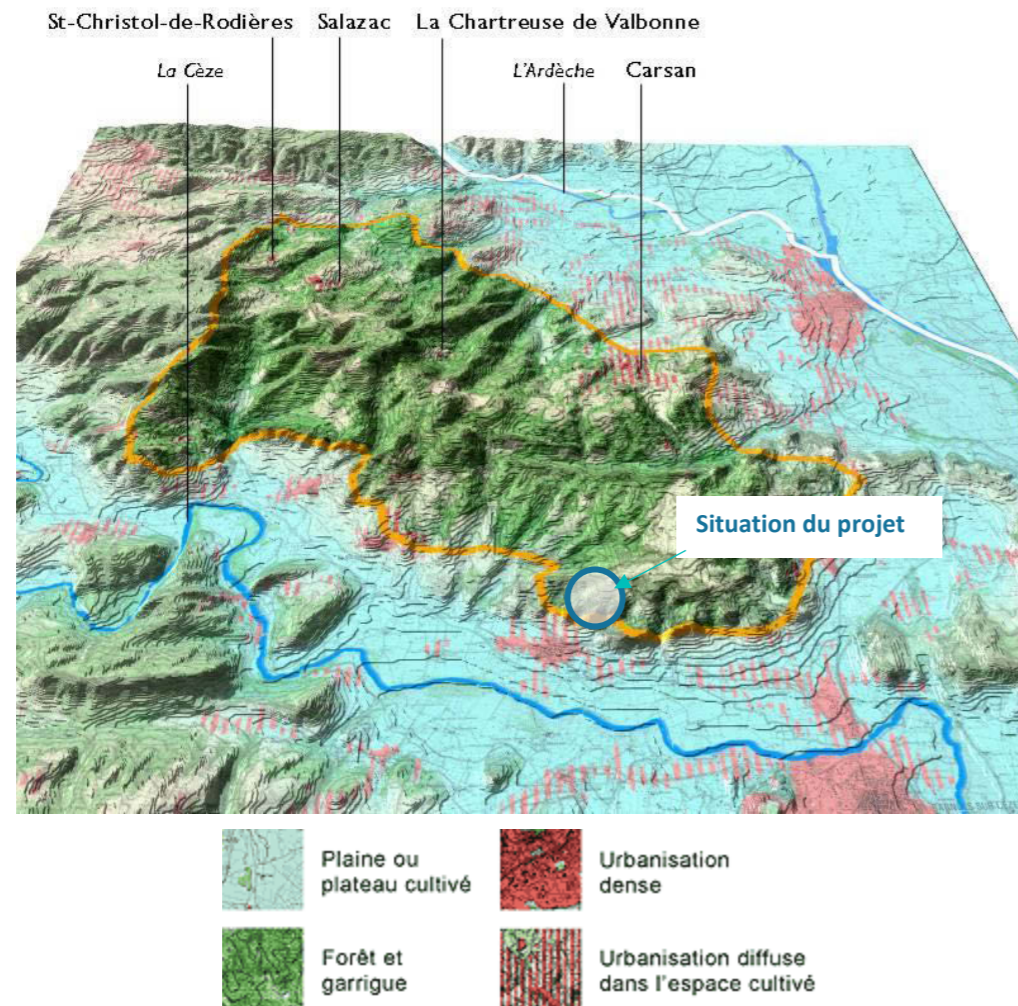 St-Christol-de-Rodières Salazac La Chartreuse de Valbonne
La Cèze L'Ardèche Carsan
Situation du projet
Plaine ou
plateau cultivé
Urbanisation
dense
Forêt et
garrigue
Urbanisation diffuse
dans l'espace cultivé